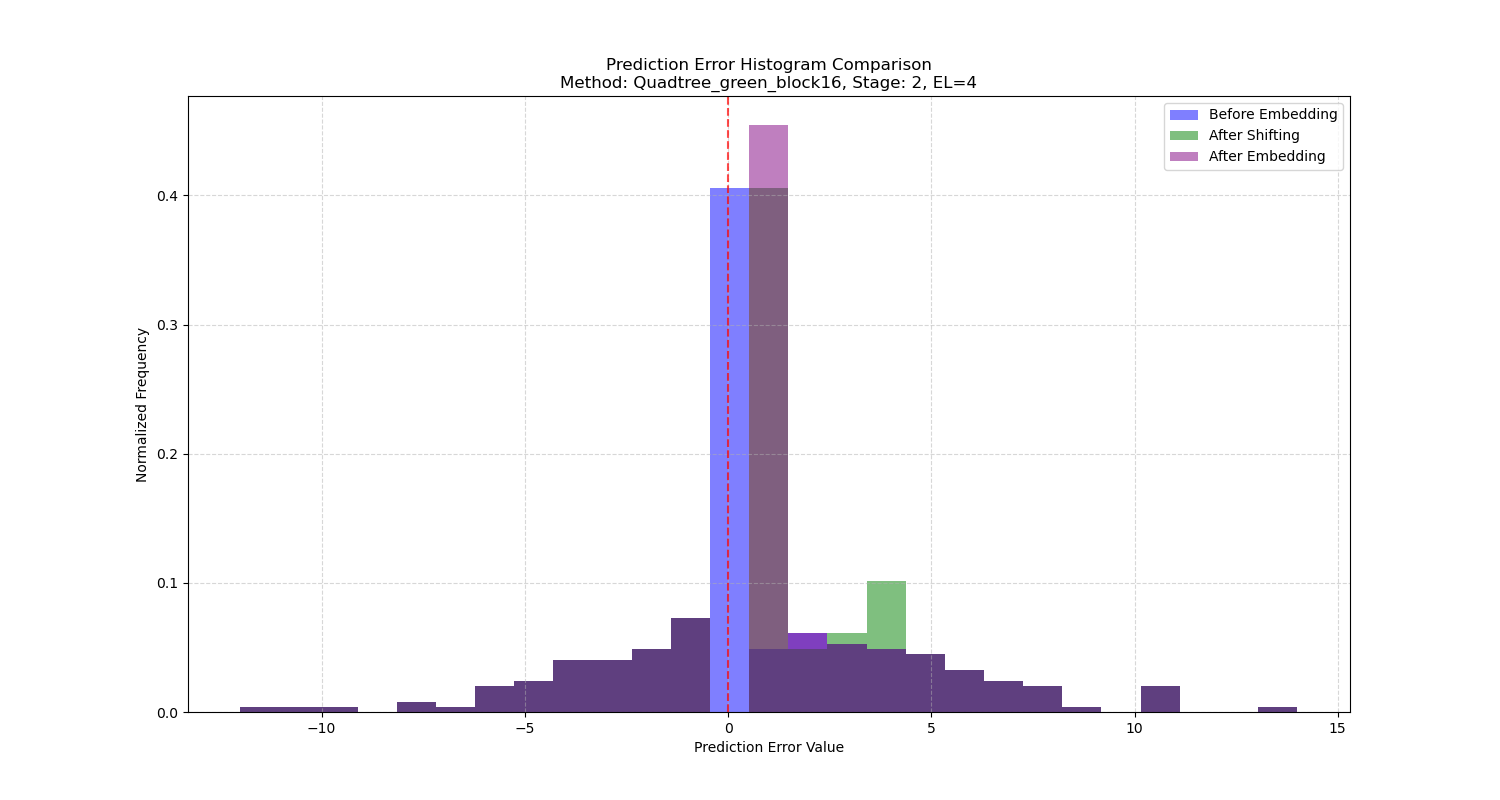 Prediction Error Histogram Comparison
Method: Quadtree_green_block16, Stage: 2, EL=4
Before Embedding
After Shifting
After Embedding
Normalized Frequency
0.4
0.3
0.2
0.1
0.0
−10
−5
0
5
10
15
Prediction Error Value